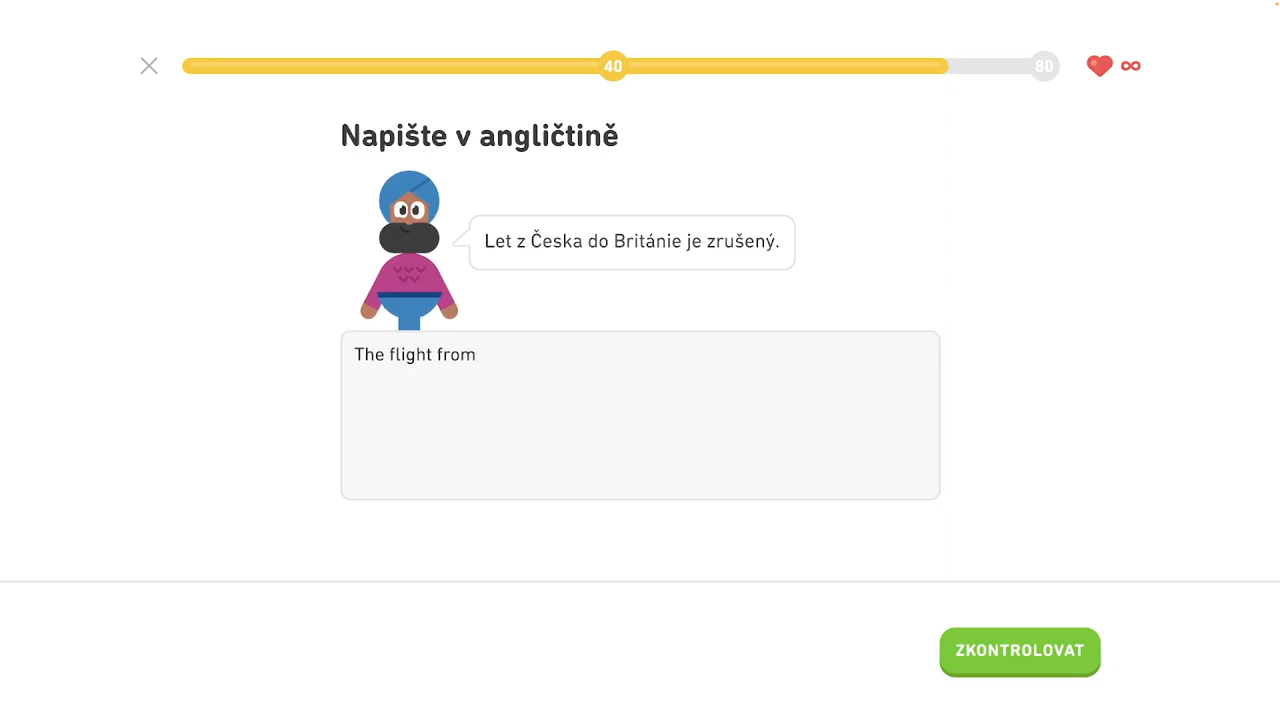 40
80
∞
Napište v angličtině
Let z Česka do Británie je zrušený.
The flight from
ZKONTROLOVAT